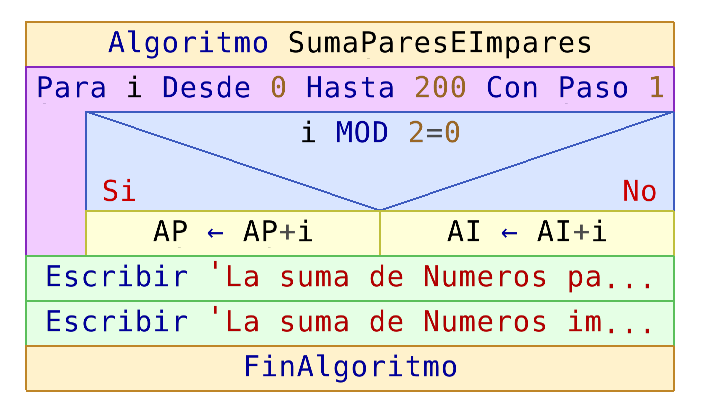 Algoritmo SumaParesEImpares
Para i Desde 0 Hasta 200 Con Paso 1
i MOD 2=0
Si No
AP ← AP+i AI ← AI+i
Escribir 'La suma de Numeros pa...
Escribir 'La suma de Numeros im...
FinAlgoritmo